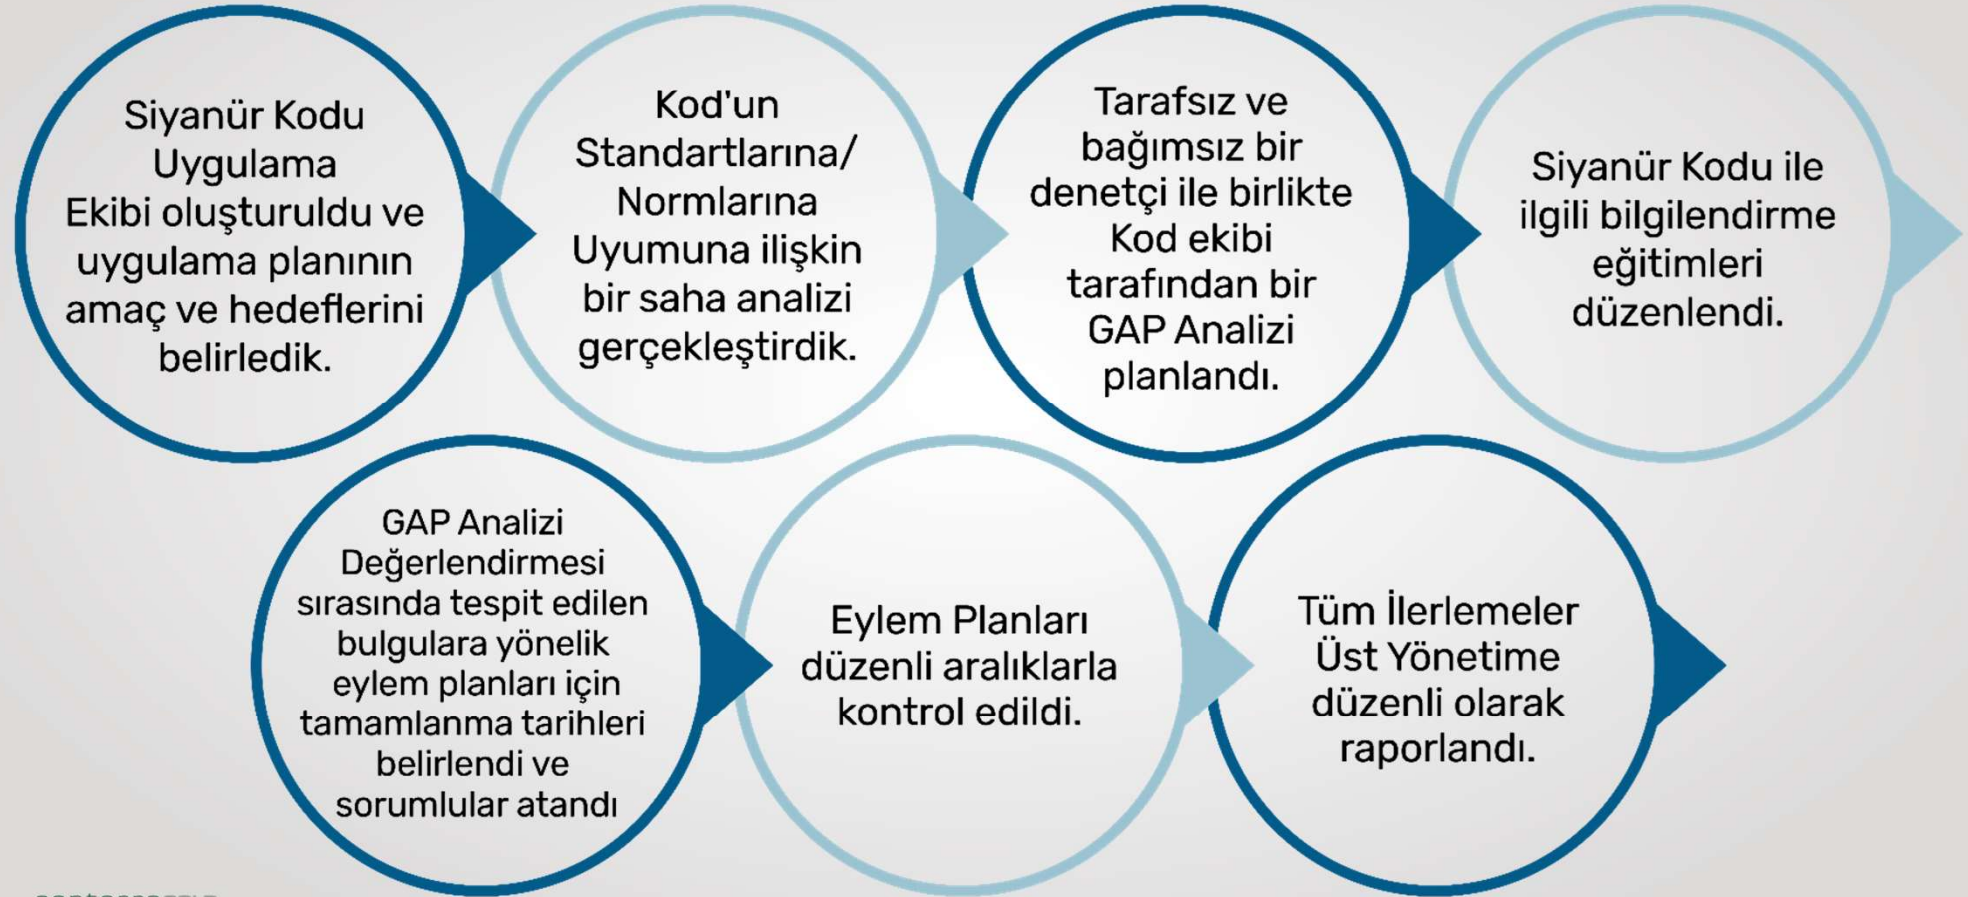 Siyanür Kodu
Uygulama
Ekibi oluşturuldu ve
uygulama planının
amaç ve hedeflerini
belirledik.
Kod'un
Standartlarına/
Normlarına
Uyumuna ilişkin
bir saha analizi
gerçekleştirdik.
Tarafsız ve
bağımsız bir
denetçi ile birlikte
Kod ekibi
tarafından bir
GAP Analizi
planlandı.
Siyanür Kodu ile
ilgili bilgilendirme
eğitimleri
düzenlendi.
GAP Analizi
Değerlendirmesi
sırasında tespit edilen
bulgulara yönelik
eylem planları için
tamamlanma tarihleri
belirlendi ve
sorumlular atandı
Eylem Planları
düzenli aralıklarla
kontrol edildi.
Tüm İlerlemeler
Üst Yönetime
düzenli olarak
raporlandı.